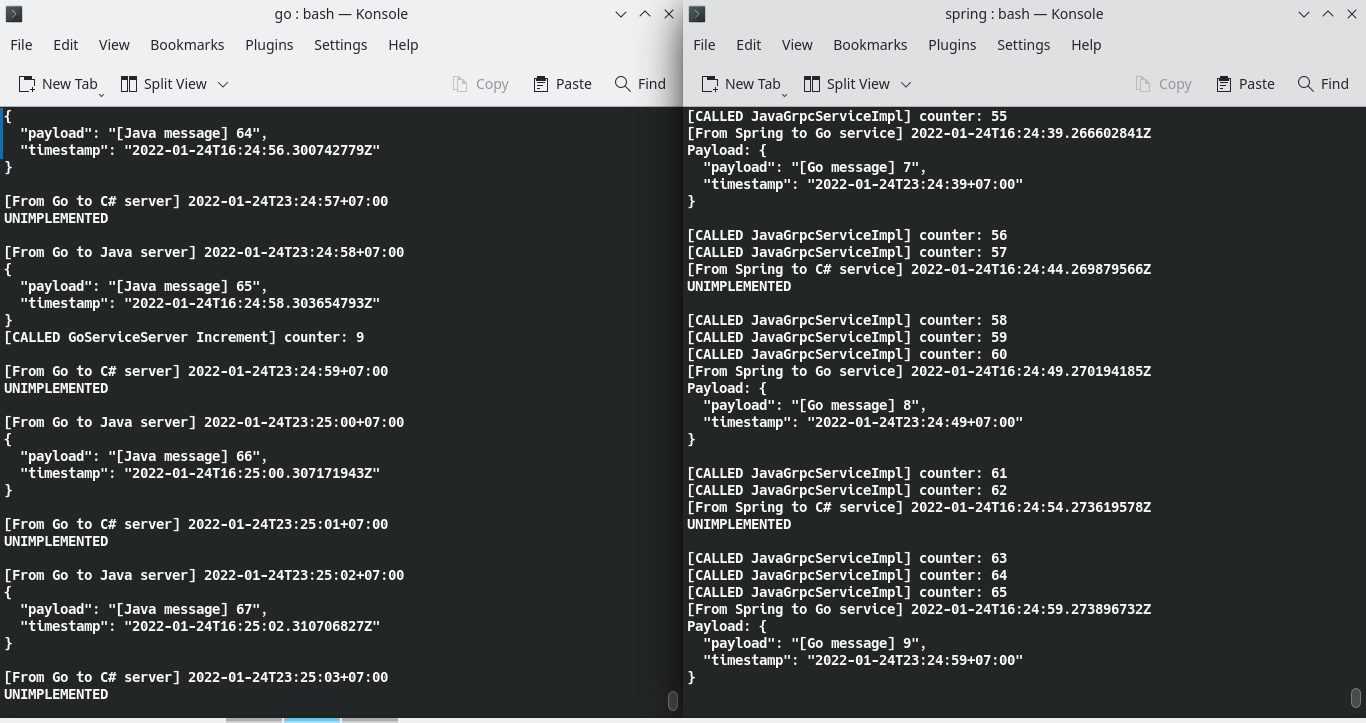 go : bash — Konsole
File Edit View Bookmarks Plugins Settings Help
New Tab Split View Copy Paste Find
{
  "payload": "[Java message] 64",
  "timestamp": "2022-01-24T16:24:56.300742779Z"
}

[From Go to C# server] 2022-01-24T23:24:57+07:00
UNIMPLEMENTED

[From Go to Java server] 2022-01-24T23:24:58+07:00
{
  "payload": "[Java message] 65",
  "timestamp": "2022-01-24T16:24:58.303654793Z"
}
[CALLED GoServiceServer Increment] counter: 9

[From Go to C# server] 2022-01-24T23:24:59+07:00
UNIMPLEMENTED

[From Go to Java server] 2022-01-24T23:25:00+07:00
{
  "payload": "[Java message] 66",
  "timestamp": "2022-01-24T16:25:00.307171943Z"
}

[From Go to C# server] 2022-01-24T23:25:01+07:00
UNIMPLEMENTED

[From Go to Java server] 2022-01-24T23:25:02+07:00
{
  "payload": "[Java message] 67",
  "timestamp": "2022-01-24T16:25:02.310706827Z"
}

[From Go to C# server] 2022-01-24T23:25:03+07:00
UNIMPLEMENTED

spring : bash — Konsole
File Edit View Bookmarks Plugins Settings Help
New Tab Split View Copy Paste Find
[CALLED JavaGrpcServiceImpl] counter: 55
[From Spring to Go service] 2022-01-24T16:24:39.266602841Z
Payload: {
  "payload": "[Go message] 7",
  "timestamp": "2022-01-24T23:24:39+07:00"
}

[CALLED JavaGrpcServiceImpl] counter: 56
[CALLED JavaGrpcServiceImpl] counter: 57
[From Spring to C# service] 2022-01-24T16:24:44.269879566Z
UNIMPLEMENTED

[CALLED JavaGrpcServiceImpl] counter: 58
[CALLED JavaGrpcServiceImpl] counter: 59
[CALLED JavaGrpcServiceImpl] counter: 60
[From Spring to Go service] 2022-01-24T16:24:49.270194185Z
Payload: {
  "payload": "[Go message] 8",
  "timestamp": "2022-01-24T23:24:49+07:00"
}

[CALLED JavaGrpcServiceImpl] counter: 61
[CALLED JavaGrpcServiceImpl] counter: 62
[From Spring to C# service] 2022-01-24T16:24:54.273619578Z
UNIMPLEMENTED

[CALLED JavaGrpcServiceImpl] counter: 63
[CALLED JavaGrpcServiceImpl] counter: 64
[CALLED JavaGrpcServiceImpl] counter: 65
[From Spring to Go service] 2022-01-24T16:24:59.273896732Z
Payload: {
  "payload": "[Go message] 9",
  "timestamp": "2022-01-24T23:24:59+07:00"
}